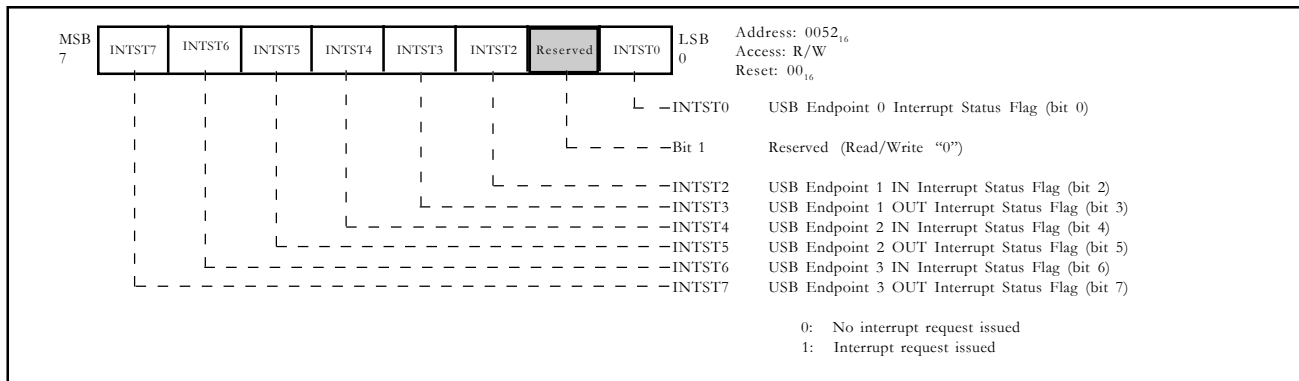 MSB 7 INTST7 INTST6 INTST5 INTST4 INTST3 INTST2 Reserved INTST0 LSB 0
Address: 0052₁₆
Access: R/W
Reset: 00₁₆
INTST0 USB Endpoint 0 Interrupt Status Flag (bit 0)
Bit 1 Reserved (Read/Write “0”)
INTST2 USB Endpoint 1 IN Interrupt Status Flag (bit 2)
INTST3 USB Endpoint 1 OUT Interrupt Status Flag (bit 3)
INTST4 USB Endpoint 2 IN Interrupt Status Flag (bit 4)
INTST5 USB Endpoint 2 OUT Interrupt Status Flag (bit 5)
INTST6 USB Endpoint 3 IN Interrupt Status Flag (bit 6)
INTST7 USB Endpoint 3 OUT Interrupt Status Flag (bit 7)
0: No interrupt request issued
1: Interrupt request issued